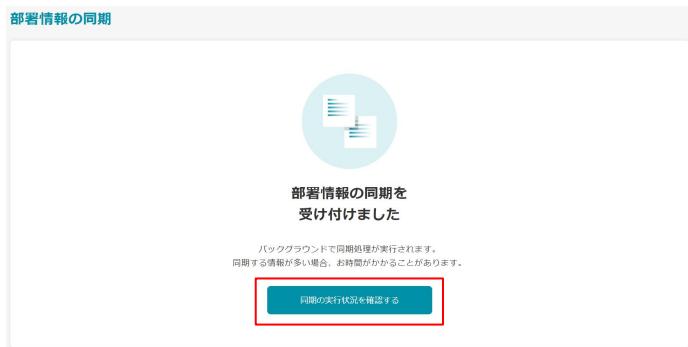 部署情報の同期
部署情報の同期を
受け付けました
バックグラウンドで同期処理が実行されます。
同期する情報が多い場合、お時間がかかることがあります。
同期の実行状況を確認する